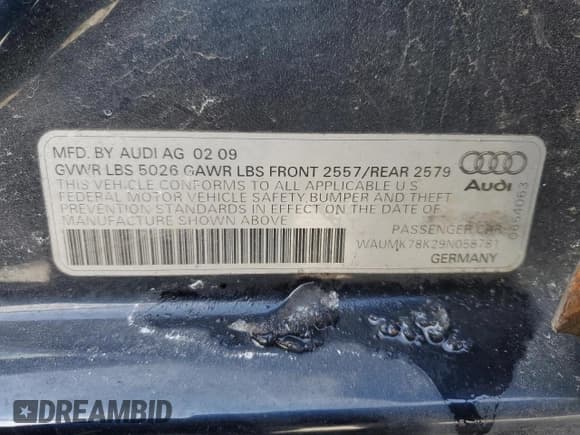 MFD. BY AUDI AG 02 09
GVWR LBS 5026 GAWR LBS FRONT 2557/REAR 2579
THIS VEHICLE CONFORMS TO ALL APPLICABLE U S
FEDERAL MOTOR VEHICLE SAFETY, BUMPER AND THEFT
PREVENTION STANDARDS IN EFFECT ON THE DATE OF
MANUFACTURE SHOWN ABOVE
PASSENGER CAR
WAUMK78K29N058781
GERMANY
Audi
DREAMBID